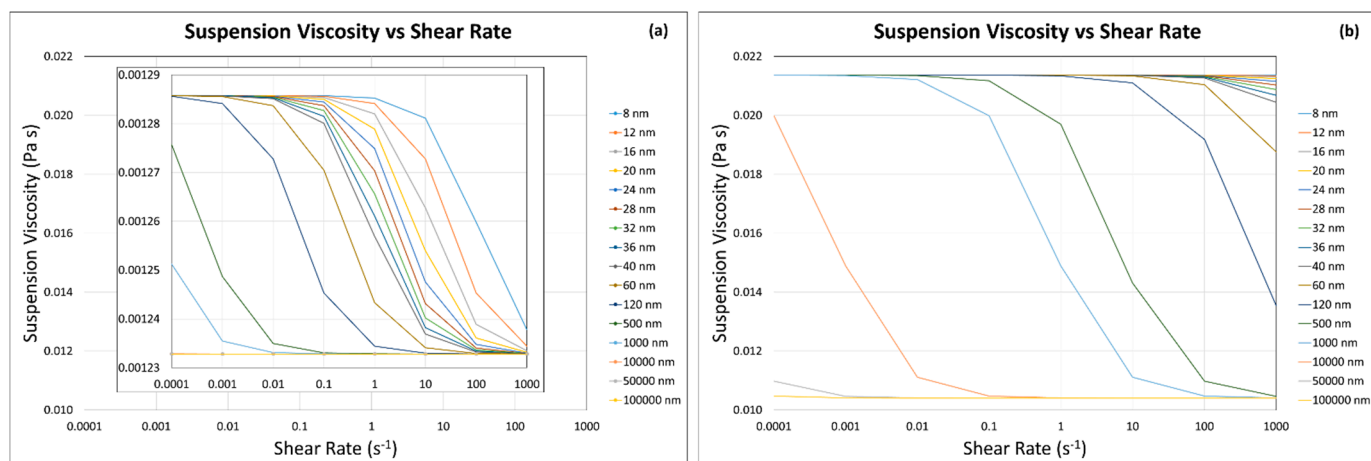 Suspension Viscosity vs Shear Rate
(a)
Suspension Viscosity (Pa s)
0.022
0.020
0.018
0.016
0.014
0.012
0.010
0.00129
0.00128
0.00127
0.00126
0.00125
0.00124
0.00123
0.0001 0.001 0.01 0.1 1 10 100 1000
0.0001 0.001 0.01 0.1 1 10 100 1000
Shear Rate (s⁻¹)
8 nm
12 nm
16 nm
20 nm
24 nm
28 nm
32 nm
36 nm
40 nm
60 nm
120 nm
500 nm
1000 nm
10000 nm
50000 nm
100000 nm
Suspension Viscosity vs Shear Rate
(b)
Suspension Viscosity (Pa s)
0.022
0.020
0.018
0.016
0.014
0.012
0.010
0.0001 0.001 0.01 0.1 1 10 100 1000
Shear Rate (s⁻¹)
8 nm
12 nm
16 nm
20 nm
24 nm
28 nm
32 nm
36 nm
40 nm
60 nm
120 nm
500 nm
1000 nm
10000 nm
50000 nm
100000 nm